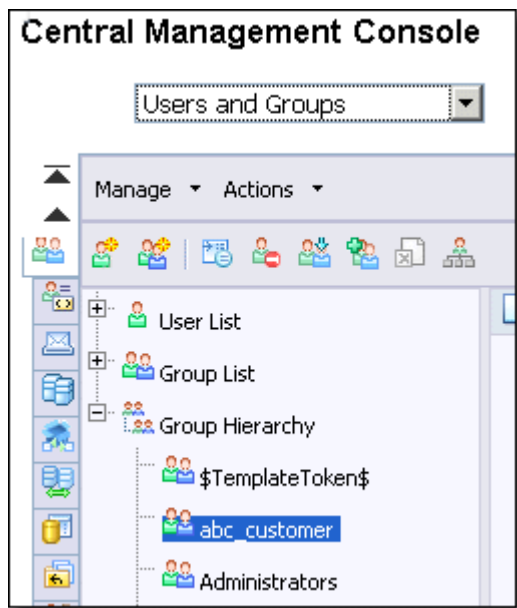 Central Management Console
Users and Groups
Manage Actions
User List
Group List
Group Hierarchy
$TemplateToken$
abc_customer
Administrators